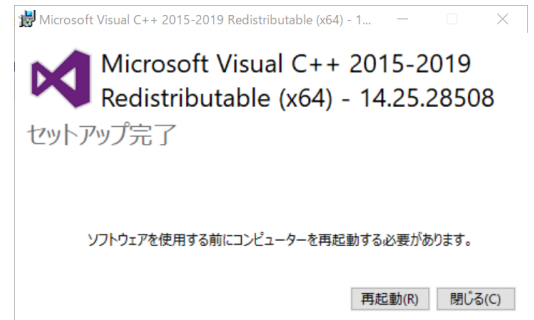 Microsoft Visual C++ 2015-2019 Redistributable (x64) - 1...
Microsoft Visual C++ 2015-2019
Redistributable (x64) - 14.25.28508
セットアップ完了
ソフトウェアを使用する前にコンピューターを再起動する必要があります。
再起動(R)
閉じる(C)